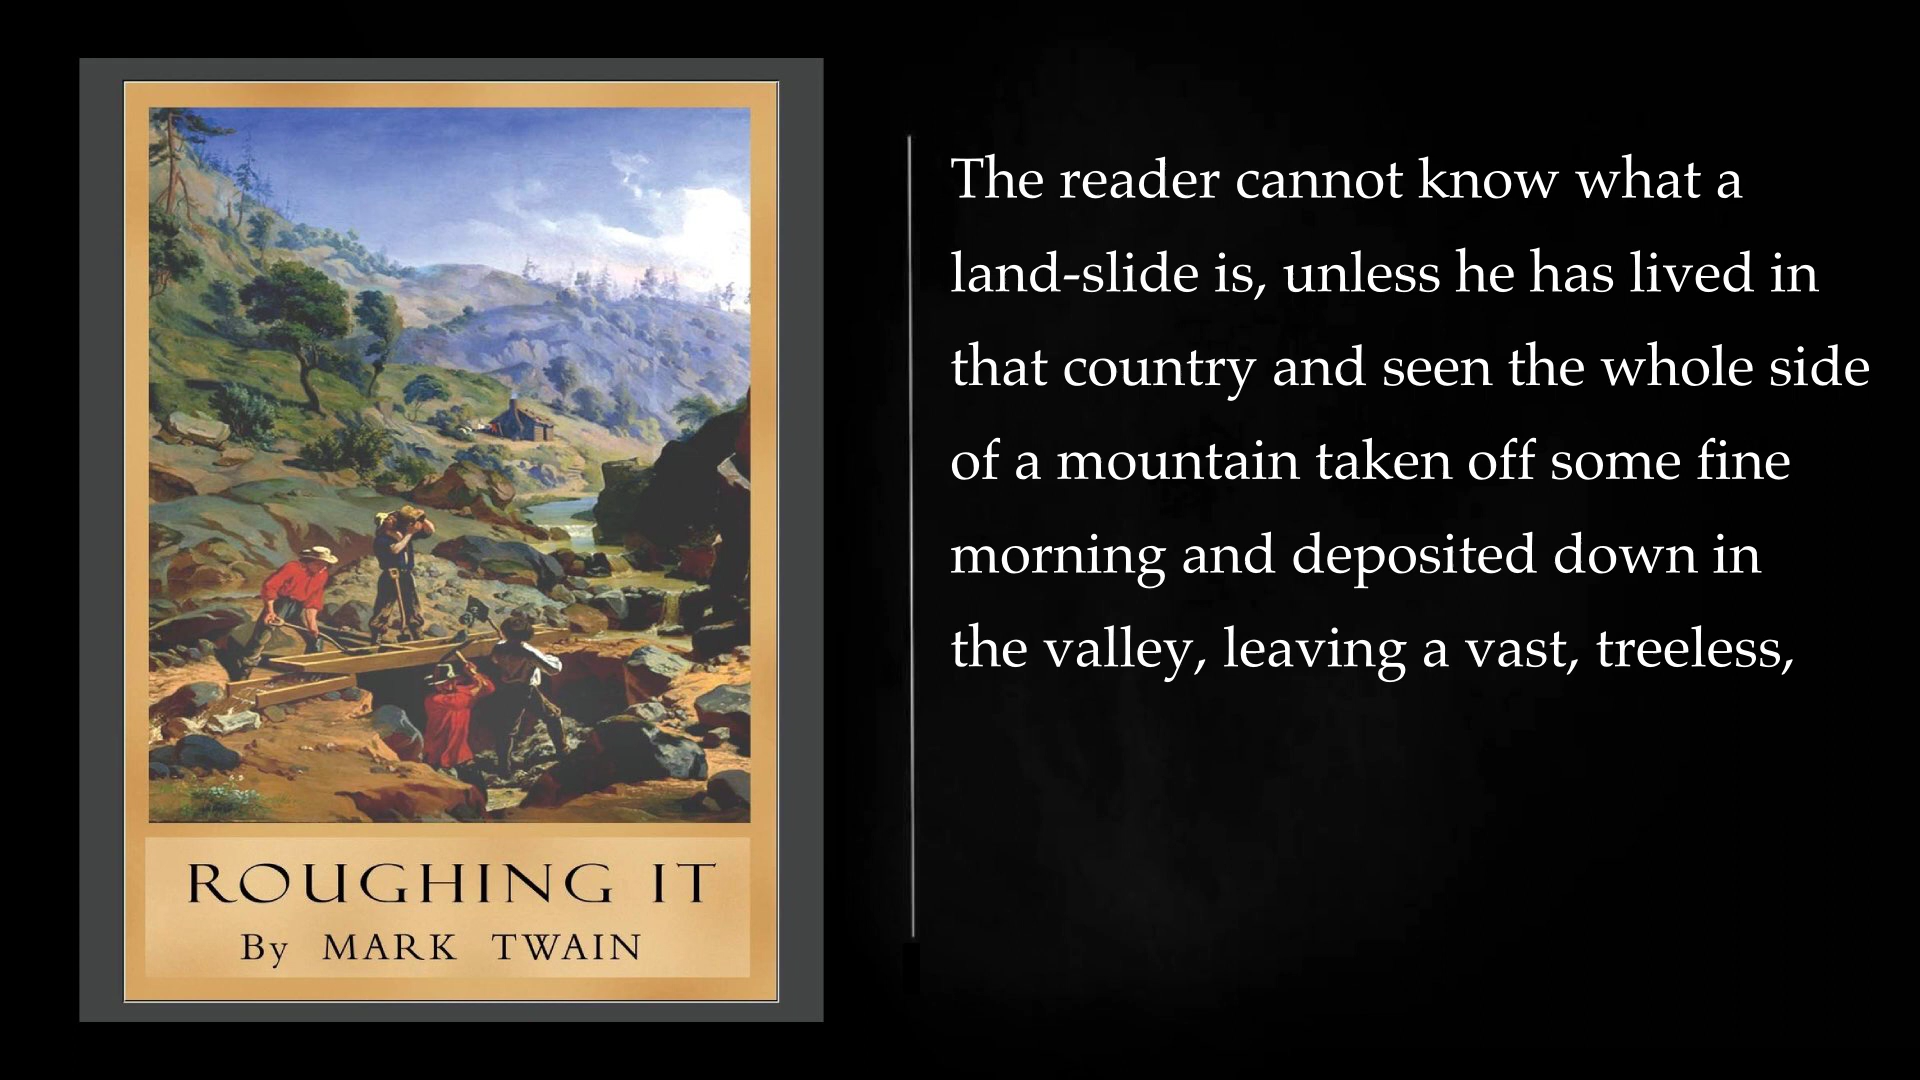 ROUGHING IT
By MARK TWAIN
The reader cannot know what a
land-slide is, unless he has lived in
that country and seen the whole side
of a mountain taken off some fine
morning and deposited down in
the valley, leaving a vast, treeless,